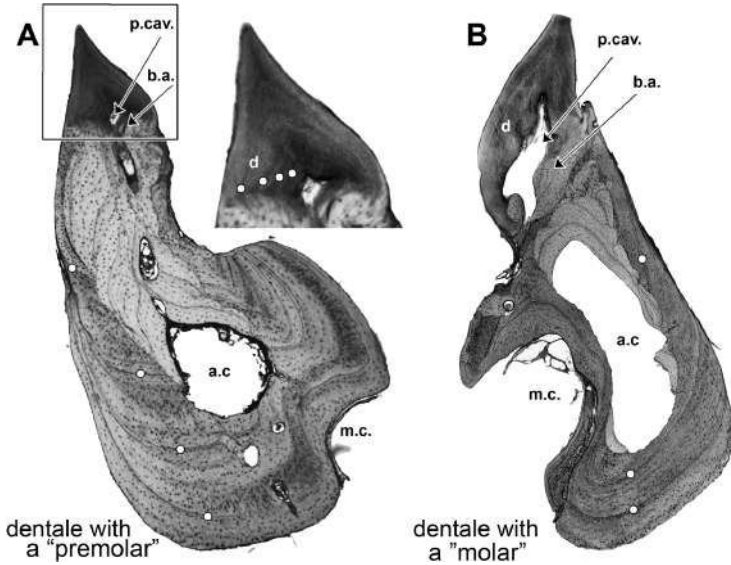 A
p.cav.
b.a.
d
a.c
m.c.
dentale with
a “premolar”
B
p.cav.
b.a.
d
a.c
m.c.
dentale with
a ”molar”